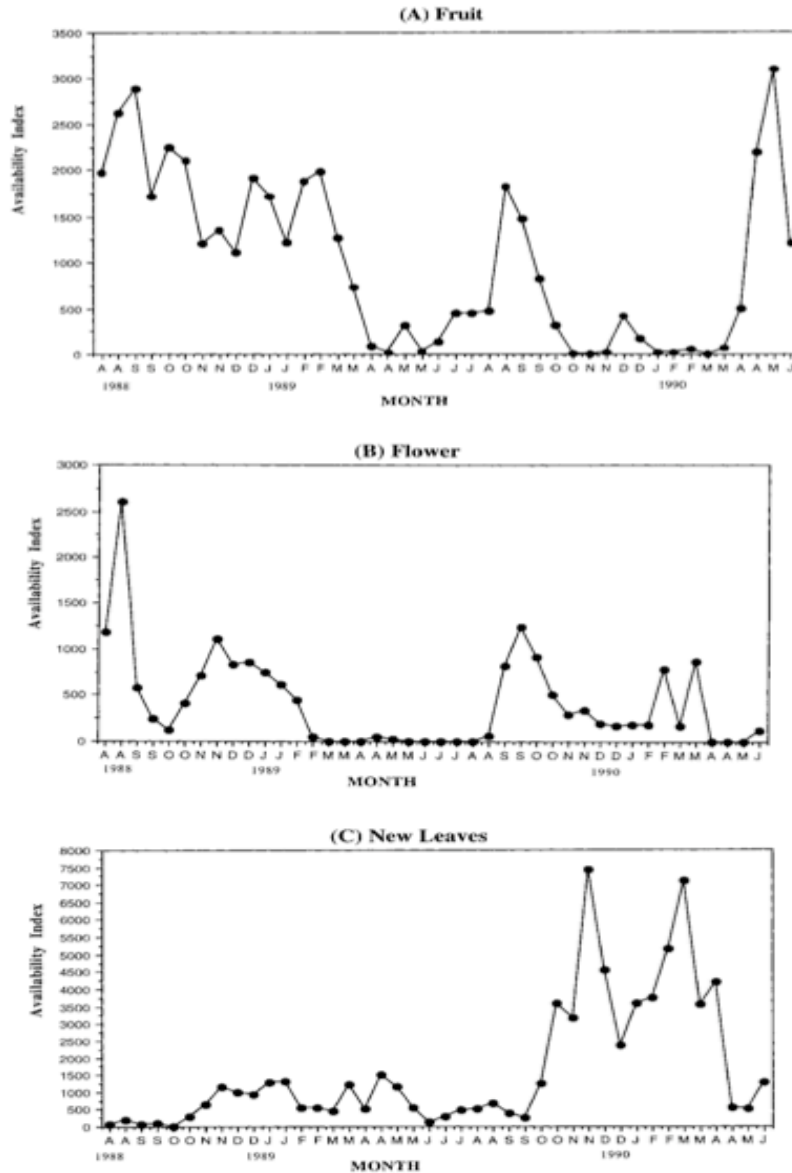 (A) Fruit
3500
3000
2500
2000
1500
1000
500
0
Availability Index
A A S S O O N N D D J J F F M M A A M M J J J A A S S O O N N D D J F F M M A A M J
1988 1989 1990
MONTH
(B) Flower
3000
2500
2000
1500
1000
500
0
Availability Index
A A S S O O N N D D J J F F M M A A M M J J J A A S S O O N N D D J F F M M A A M J
1988 1989 1990
MONTH
(C) New Leaves
8000
7500
7000
6500
6000
5500
5000
4500
4000
3500
3000
2500
2000
1500
1000
500
0
Availability Index
A A S S O O N N D D J J F F M M A A M M J J J A A S S O O N N D D J F F M M A A M J
1988 1989 1990
MONTH